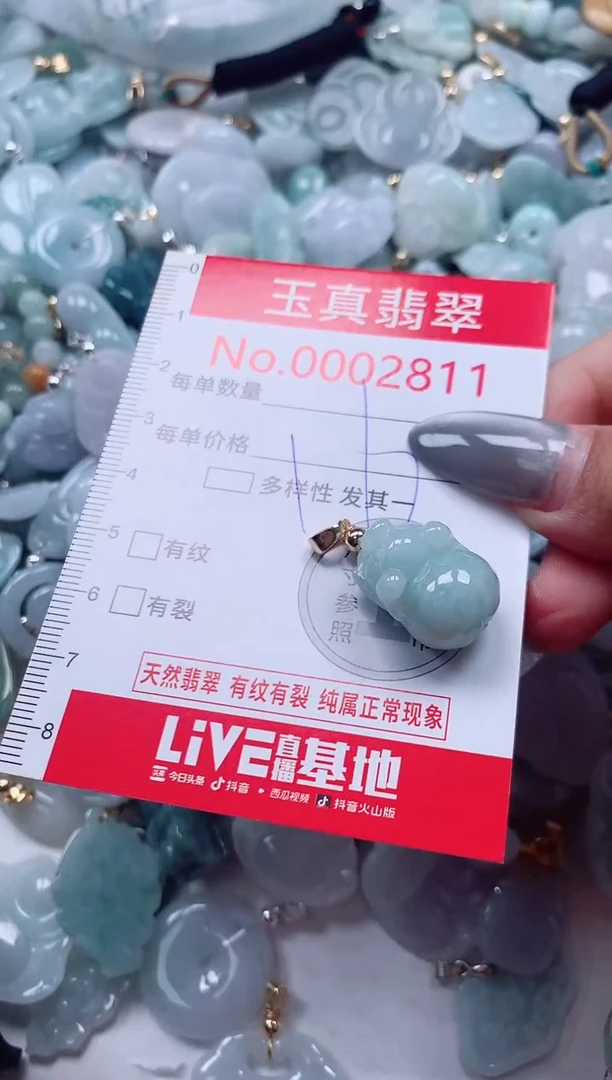 0
玉真翡翠
1
No.0002811
2
每单数量
3
每单价格
4
多样性 发其一
5
有纹
6
有裂
参
照
7
天然翡翠 有纹有裂 纯属正常现象
8
LiVE直播基地
今日头条 抖音 西瓜视频 抖音火山版